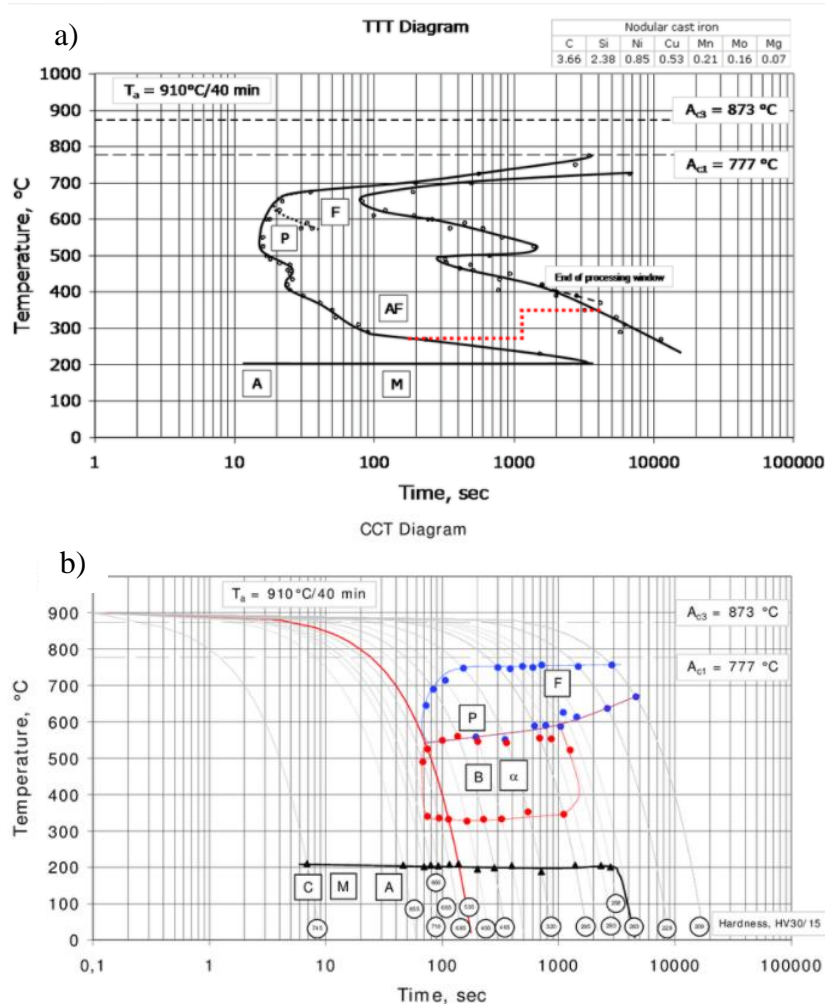 a)
TTT Diagram
Nodular cast iron
C Si Ni Cu Mn Mo Mg
3.66 2.38 0.85 0.53 0.21 0.16 0.07
1000
900
800
700
600
500
400
300
200
100
0
Temperature, °C
Ta = 910°C/40 min
Ac3 = 873 °C
Ac1 = 777 °C
F
P
End of processing window
AF
A
M
1 10 100 1000 10000 100000
Time, sec
CCT Diagram
b)
900
800
700
600
500
400
300
200
100
0
Temperature, °C
Ta = 910°C/40 min
Ac3 = 873 °C
Ac1 = 777 °C
F
P
B α
C M A
Hardness, HV30/15
0,1 1 10 100 1000 10000 100000
Time, sec